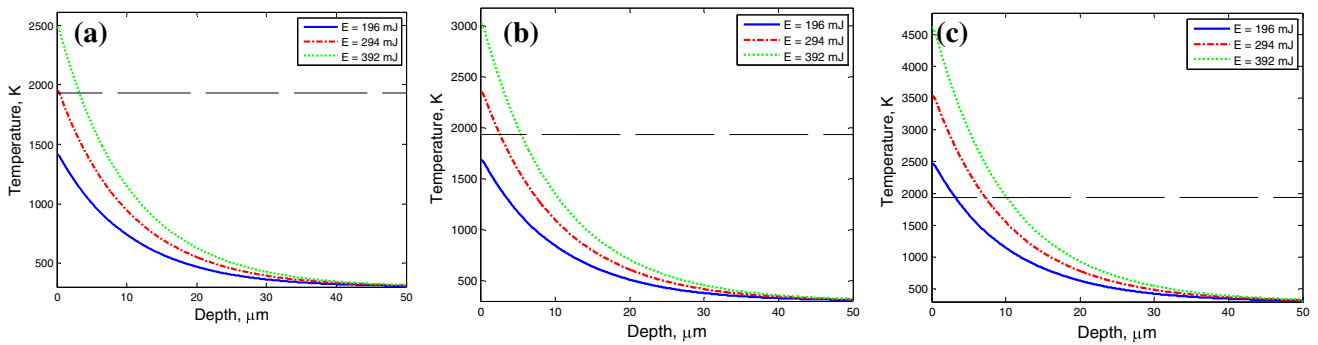 (a)
E = 196 mJ
E = 294 mJ
E = 392 mJ
2500
2000
1500
1000
500
Temperature, K
0 10 20 30 40 50
Depth, μm
(b)
E = 196 mJ
E = 294 mJ
E = 392 mJ
3000
2500
2000
1500
1000
500
Temperature, K
0 10 20 30 40 50
Depth, μm
(c)
E = 196 mJ
E = 294 mJ
E = 392 mJ
4500
4000
3500
3000
2500
2000
1500
1000
500
Temperature, K
0 10 20 30 40 50
Depth, μm